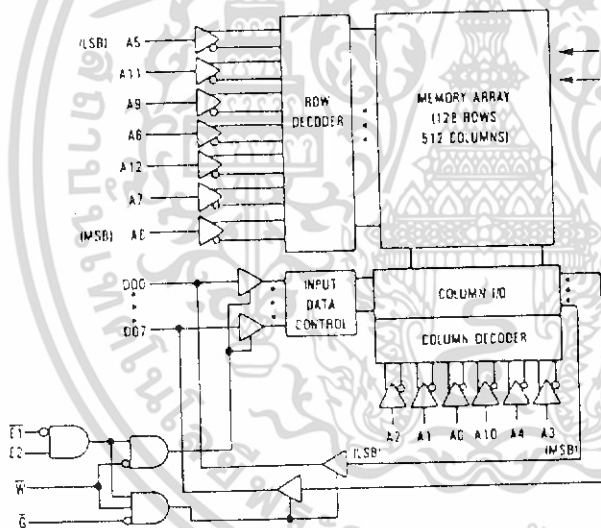 (LSB) A5
A11
A9
A6
A12
A7
(MSB) A8
ROW
DECODER
MEMORY ARRAY
(128 ROWS
512 COLUMNS)
DQ0
DQ7
INPUT
DATA
CONTROL
COLUMN I/O
COLUMN DECODER
A2 A1 A0 A10 A4 A3
(LSB) (MSB)
E1
E2
W
G